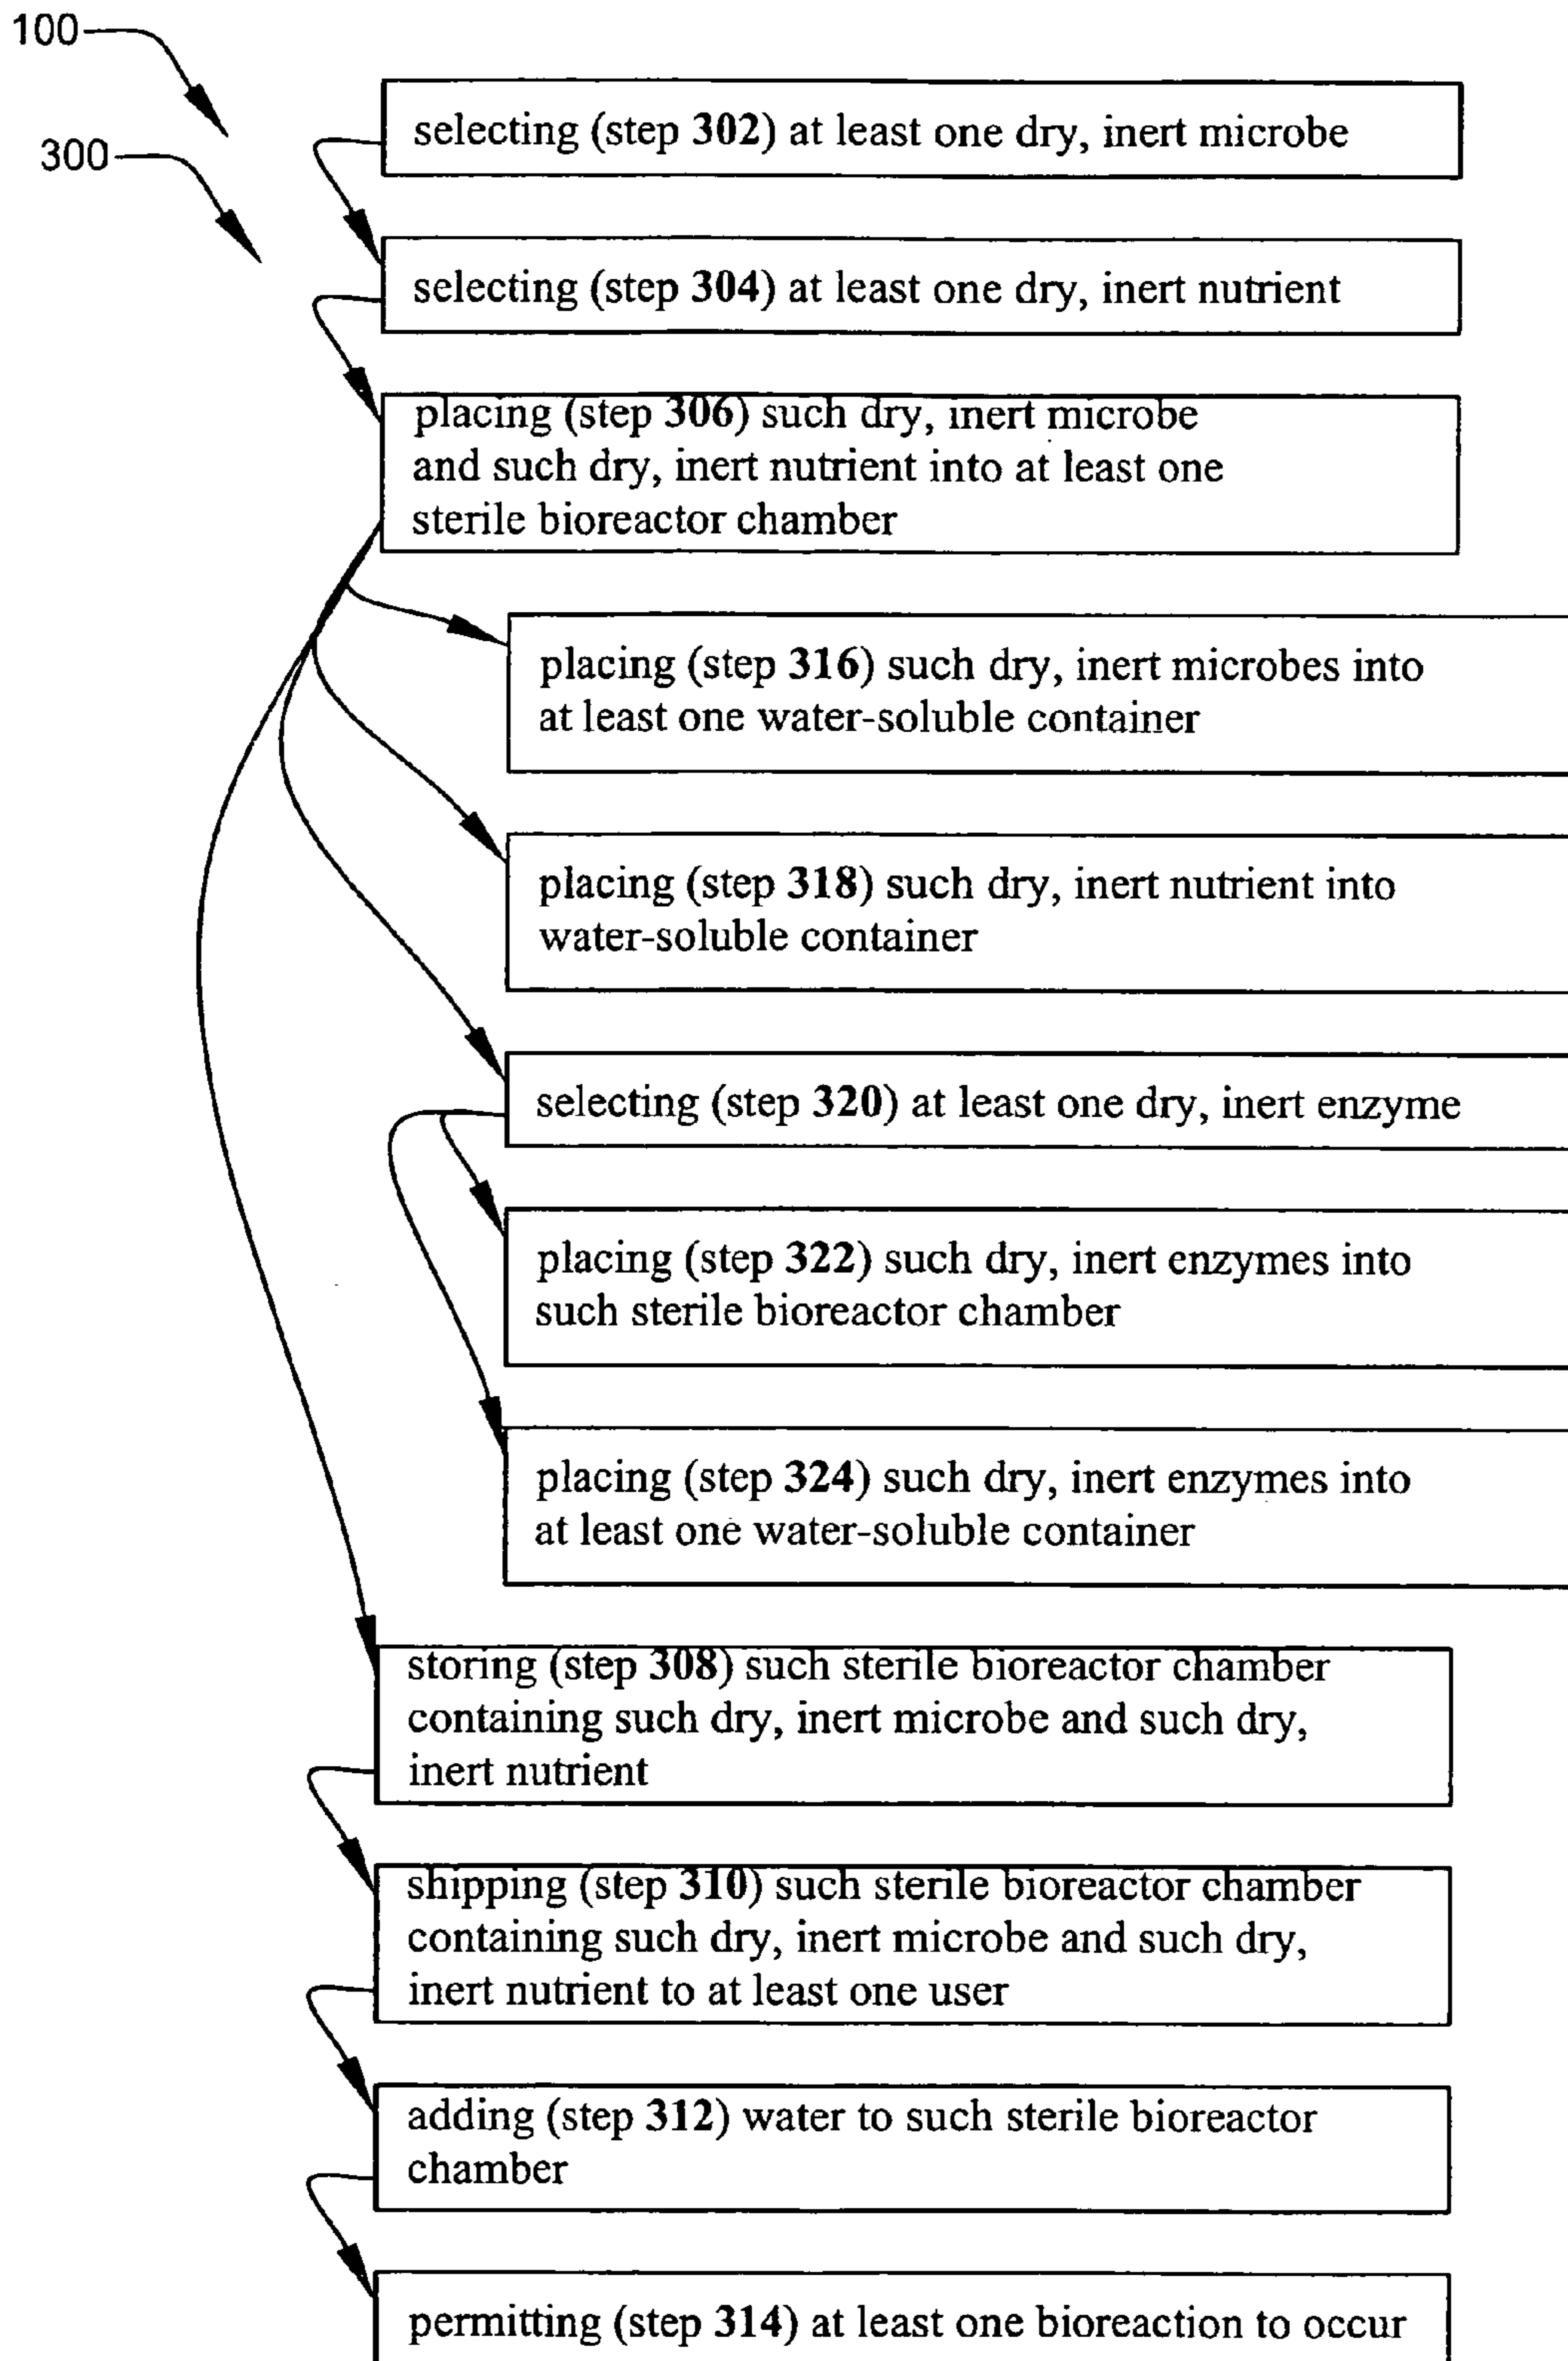 100
300
selecting (step 302) at least one dry, inert microbe
selecting (step 304) at least one dry, inert nutrient
placing (step 306) such dry, inert microbe
and such dry, inert nutrient into at least one
sterile bioreactor chamber
placing (step 316) such dry, inert microbes into
at least one water-soluble container
placing (step 318) such dry, inert nutrient into
water-soluble container
selecting (step 320) at least one dry, inert enzyme
placing (step 322) such dry, inert enzymes into
such sterile bioreactor chamber
placing (step 324) such dry, inert enzymes into
at least one water-soluble container
storing (step 308) such sterile bioreactor chamber
containing such dry, inert microbe and such dry,
inert nutrient
shipping (step 310) such sterile bioreactor chamber
containing such dry, inert microbe and such dry,
inert nutrient to at least one user
adding (step 312) water to such sterile bioreactor
chamber
permitting (step 314) at least one bioreaction to occur